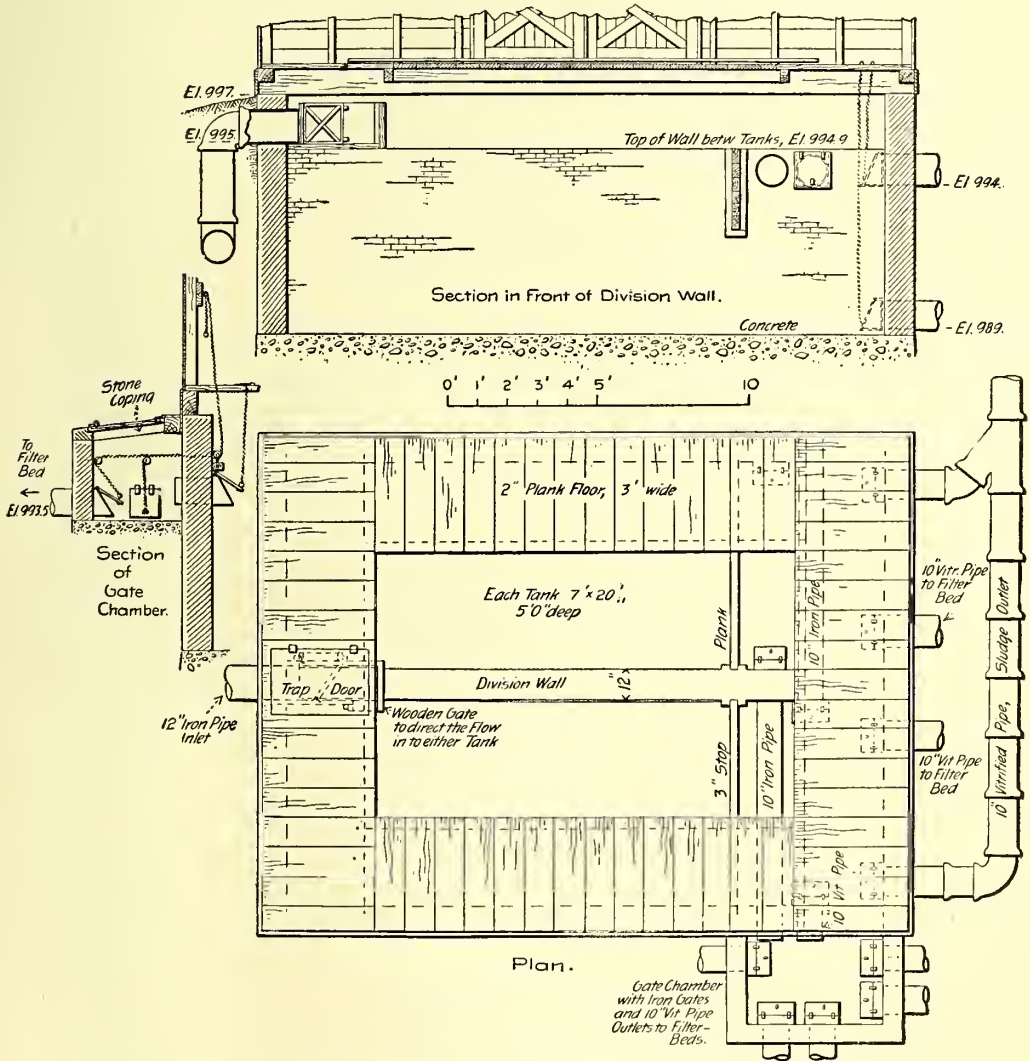 El. 997.
El. 995.
Top of Wall betw Tanks, El. 994.9
El. 994.
Section in Front of Division Wall.
Concrete
El. 989.
0' 1' 2' 3' 4' 5' 10
Stone
Coping
To
Filter
Bed
El. 993.5
Section
of
Gate
Chamber.
2" Plank Floor, 3' wide
Each Tank 7' x 20',
5'0" deep
Plank
10" Iron Pipe
10" Vitr. Pipe
to Filter
Bed
10" Vitrified Pipe, Sludge Outlet
Trap Door
Division Wall
12"
12" Iron Pipe
Inlet
Wooden Gate
to direct the Flow
in to either Tank
3" Stop
10" Iron Pipe
10" Vit Pipe
to Filter
Bed
10" Vit Pipe
Plan.
Gate Chamber
with Iron Gates
and 10" Vit Pipe
Outlets to Filter-
Beds.